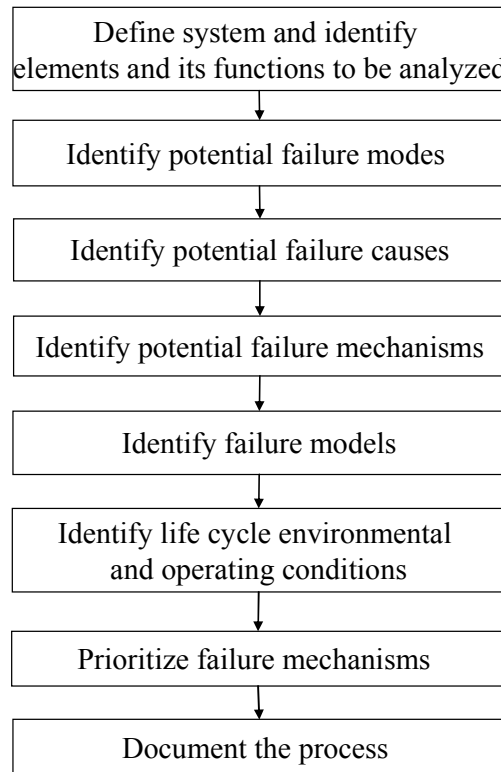 Define system and identify
elements and its functions to be analyzed
Identify potential failure modes
Identify potential failure causes
Identify potential failure mechanisms
Identify failure models
Identify life cycle environmental
and operating conditions
Prioritize failure mechanisms
Document the process